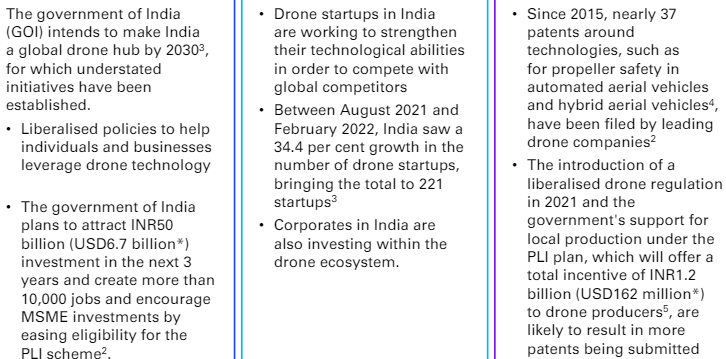 The government of India
(GOI) intends to make India
a global drone hub by 2030³,
for which understated
initiatives have been
established.
• Liberalised policies to help
individuals and businesses
leverage drone technology
• The government of India
plans to attract INR50
billion (USD6.7 billion*)
investment in the next 3
years and create more than
10,000 jobs and encourage
MSME investments by
easing eligibility for the
PLI scheme².
• Drone startups in India
are working to strengthen
their technological abilities
in order to compete with
global competitors
• Between August 2021 and
February 2022, India saw a
34.4 per cent growth in the
number of drone startups,
bringing the total to 221
startups³
• Corporates in India are
also investing within the
drone ecosystem.
• Since 2015, nearly 37
patents around
technologies, such as
for propeller safety in
automated aerial vehicles
and hybrid aerial vehicles⁴,
have been filed by leading
drone companies²
• The introduction of a
liberalised drone regulation
in 2021 and the
government's support for
local production under the
PLI plan, which will offer a
total incentive of INR1.2
billion (USD162 million*)
to drone producers⁵, are
likely to result in more
patents being submitted